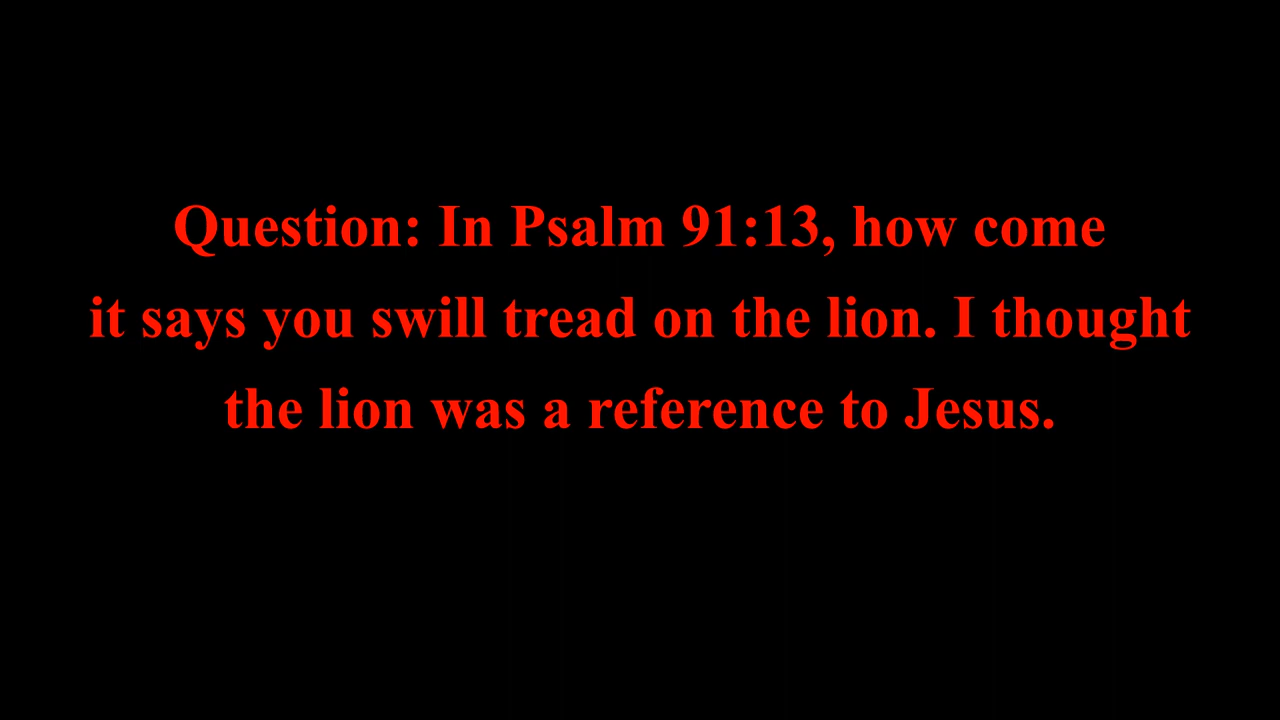 Question: In Psalm 91:13, how come
it says you swill tread on the lion. I thought
the lion was a reference to Jesus.